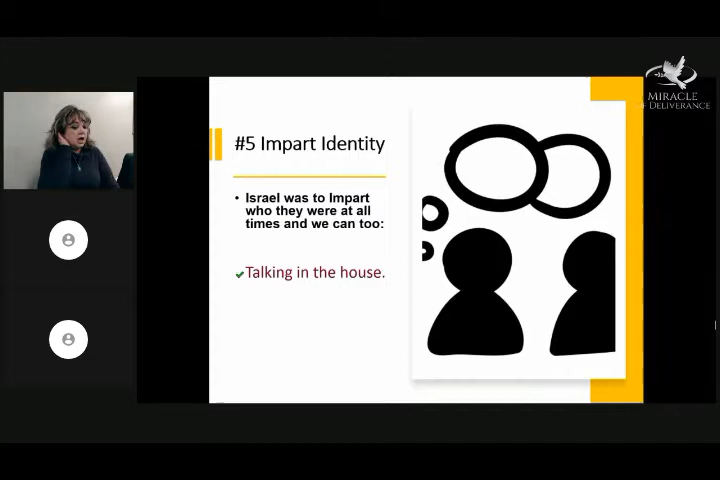 MIRACLE
OF DELIVERANCE
#5 Impart Identity
• Israel was to Impart
who they were at all
times and we can too:
Talking in the house.